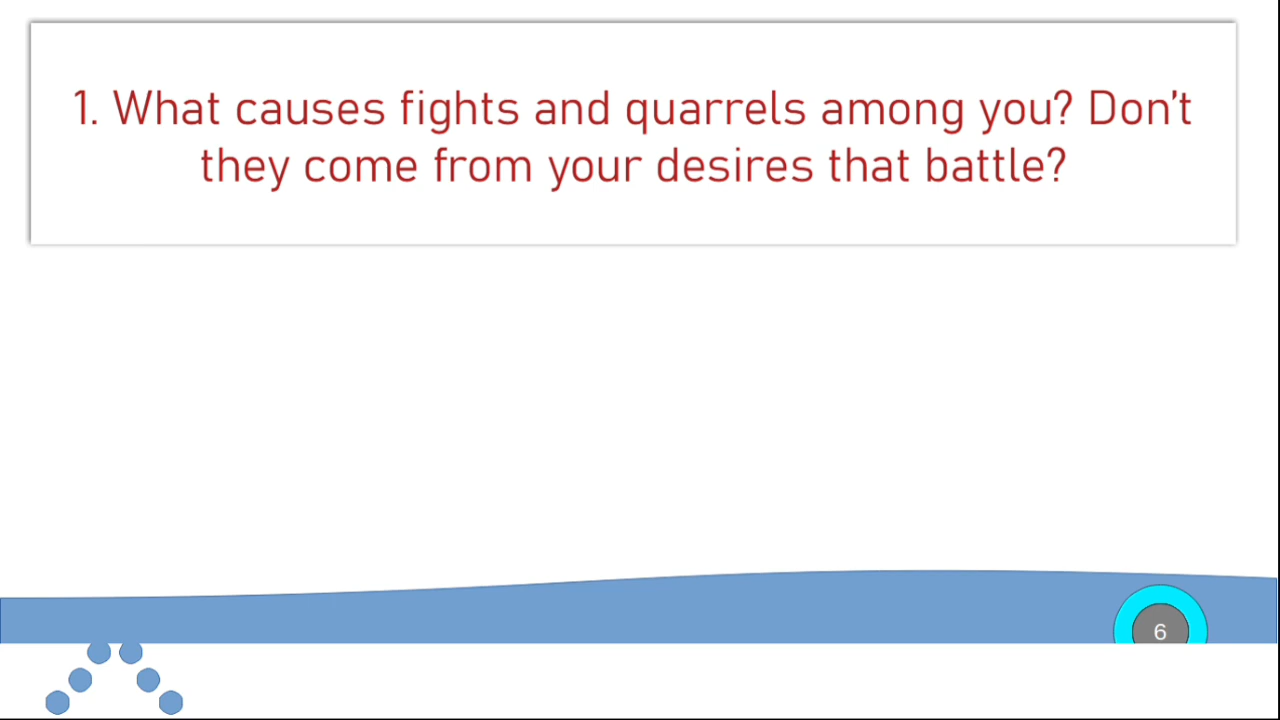 1. What causes fights and quarrels among you? Don't
they come from your desires that battle?
6